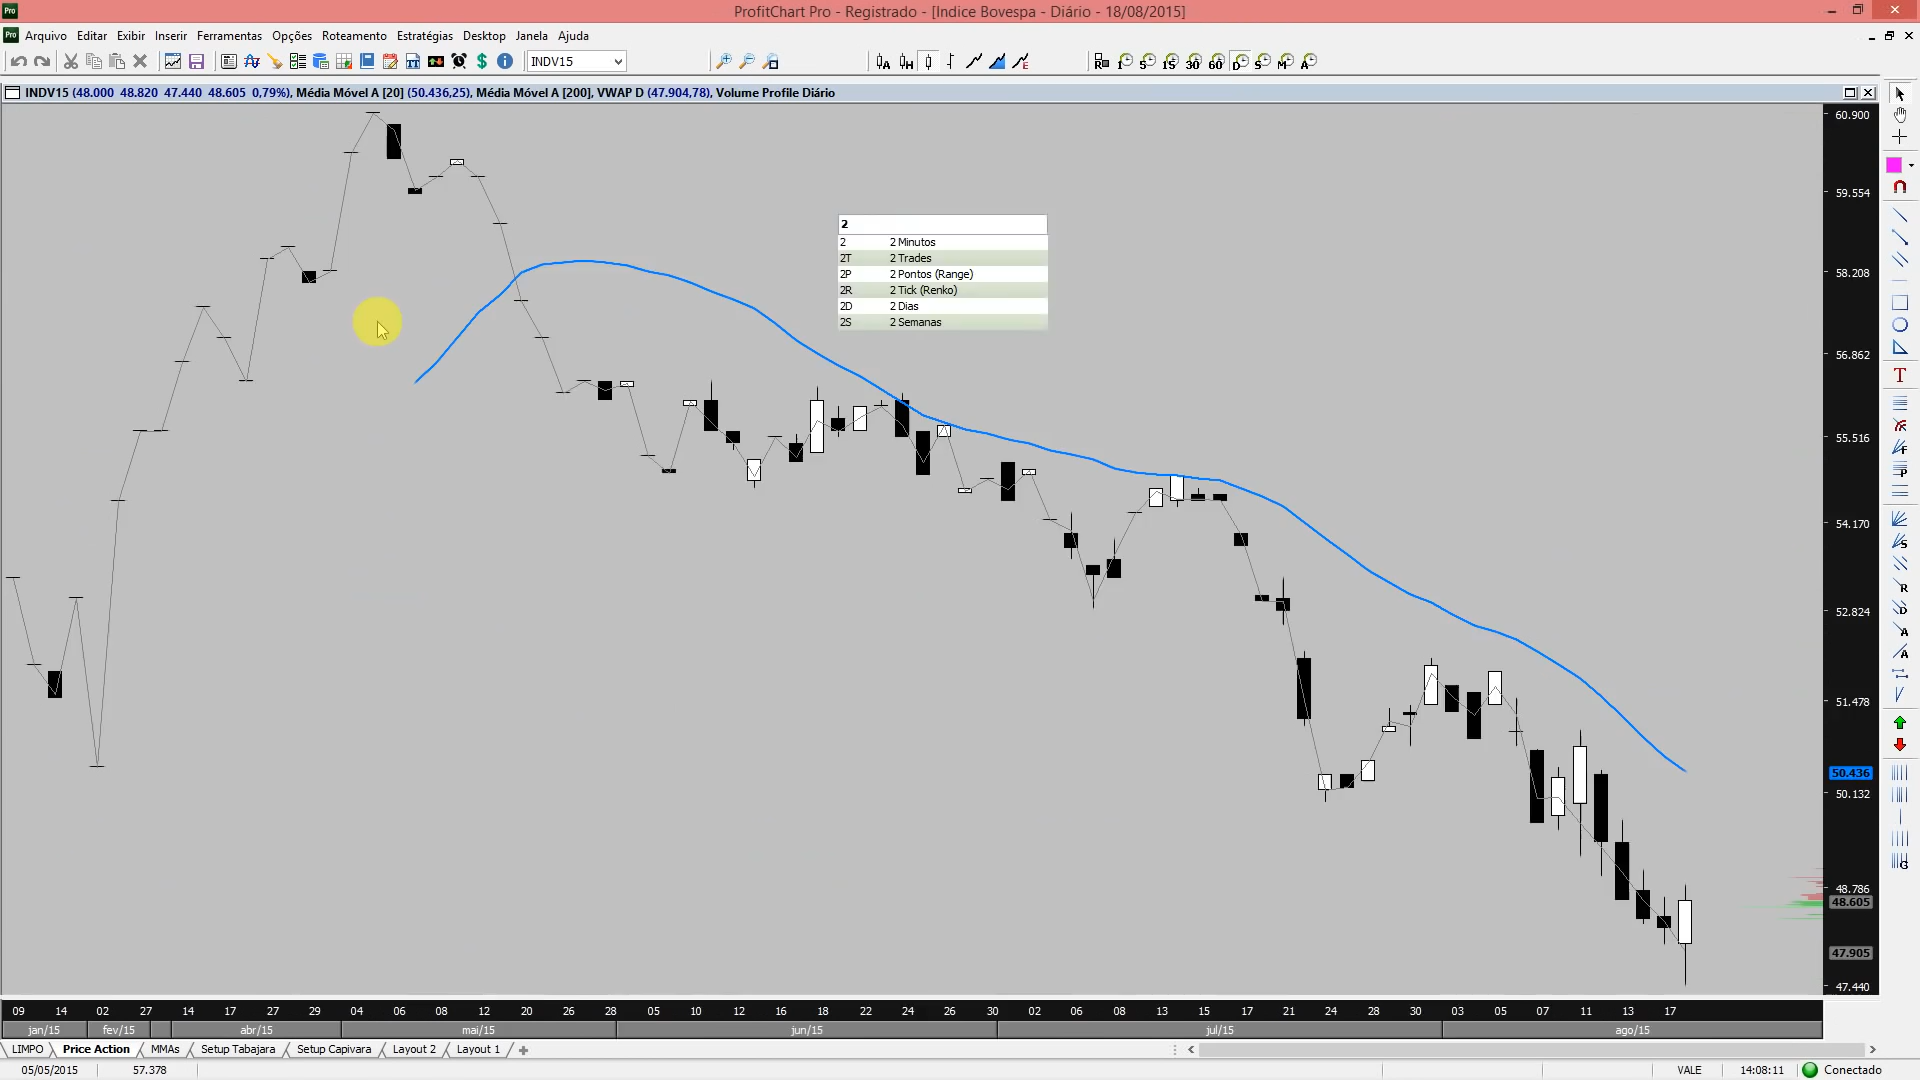 ProfitChart Pro - Registrado - [Indice Bovespa - Diário - 18/08/2015]
Arquivo Editar Exibir Inserir Ferramentas Opções Roteamento Estratégias Desktop Janela Ajuda
INDV15
INDV15 (48.000 48.820 47.440 48.605 0,79%), Média Móvel A [20] (50.436,25), Média Móvel A [200], VWAP D (47.904,78), Volume Profile Diário
2
2 2 Minutos
2T 2 Trades
2P 2 Pontos (Range)
2R 2 Tick (Renko)
2D 2 Dias
2S 2 Semanas
60.900
59.554
58.208
56.862
55.516
54.170
52.824
51.478
50.436
50.132
48.786
48.605
47.905
47.440
09 14 02 27 14 17 27 29 04 06 08 12 20 26 28 05 10 12 16 18 22 24 26 30 02 06 08 13 15 17 21 24 28 30 03 05 07 11 13 17
jan/15 fev/15 abr/15 mai/15 jun/15 jul/15 ago/15
LIMPO Price Action MMAs Setup Tabajara Setup Capivara Layout 2 Layout 1
05/05/2015 57.378 VALE 14:08:11 Conectado